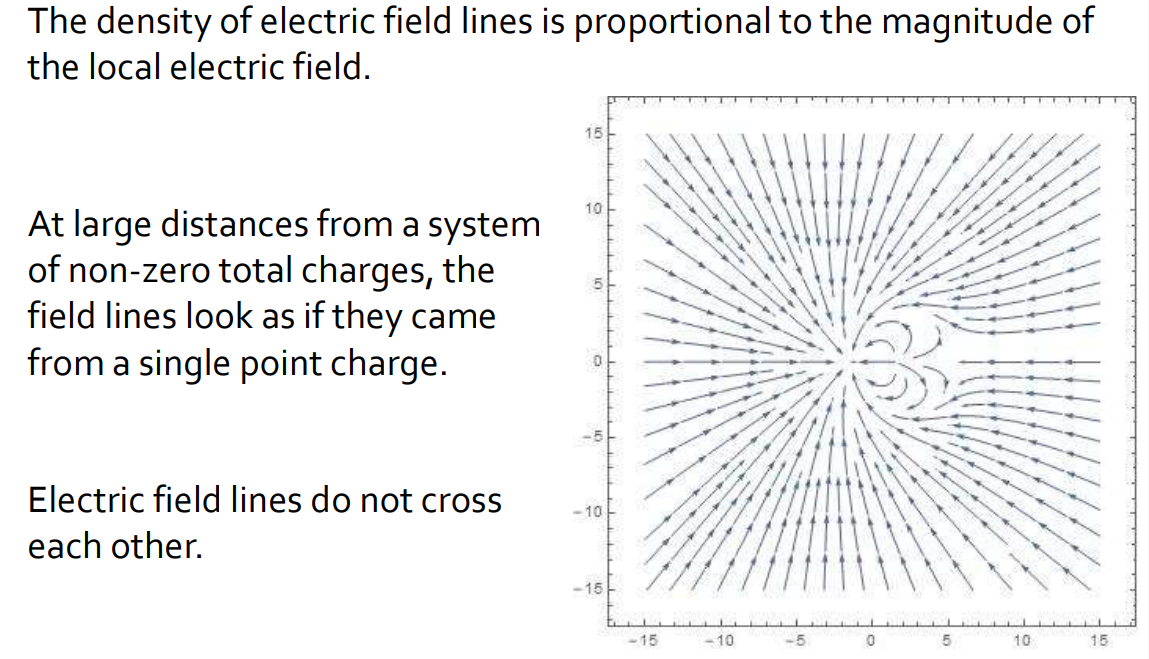 The density of electric field lines is proportional to the magnitude of
the local electric field.
At large distances from a system
of non-zero total charges, the
field lines look as if they came
from a single point charge.
Electric field lines do not cross
each other.
15
10
5
0
-5
-10
-15
-15 -10 -5 0 5 10 15